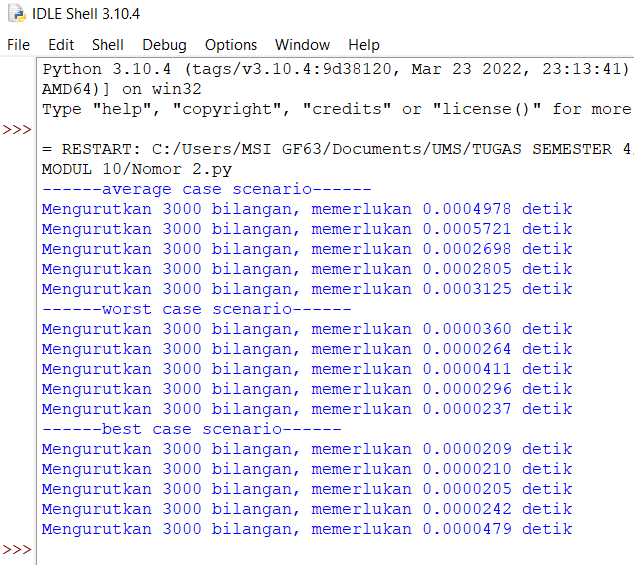 IDLE Shell 3.10.4
File Edit Shell Debug Options Window Help
Python 3.10.4 (tags/v3.10.4:9d38120, Mar 23 2022, 23:13:41)
AMD64)] on win32
Type "help", "copyright", "credits" or "license()" for more
>>>
= RESTART: C:/Users/MSI GF63/Documents/UMS/TUGAS SEMESTER 4/
MODUL 10/Nomor 2.py
------average case scenario------
Mengurutkan 3000 bilangan, memerlukan 0.0004978 detik
Mengurutkan 3000 bilangan, memerlukan 0.0005721 detik
Mengurutkan 3000 bilangan, memerlukan 0.0002698 detik
Mengurutkan 3000 bilangan, memerlukan 0.0002805 detik
Mengurutkan 3000 bilangan, memerlukan 0.0003125 detik
------worst case scenario------
Mengurutkan 3000 bilangan, memerlukan 0.0000360 detik
Mengurutkan 3000 bilangan, memerlukan 0.0000264 detik
Mengurutkan 3000 bilangan, memerlukan 0.0000411 detik
Mengurutkan 3000 bilangan, memerlukan 0.0000296 detik
Mengurutkan 3000 bilangan, memerlukan 0.0000237 detik
------best case scenario------
Mengurutkan 3000 bilangan, memerlukan 0.0000209 detik
Mengurutkan 3000 bilangan, memerlukan 0.0000210 detik
Mengurutkan 3000 bilangan, memerlukan 0.0000205 detik
Mengurutkan 3000 bilangan, memerlukan 0.0000242 detik
Mengurutkan 3000 bilangan, memerlukan 0.0000479 detik
>>>